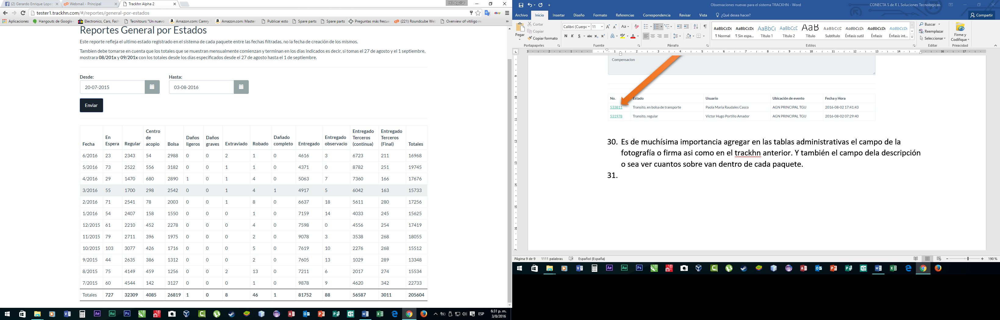 (2) Gerardo Enrique Lope
Webmail - Principal
Trackhn Alpha 2
HD Aguilar
tester1.trackhn.com/#/reportes/general-por-estados
Aplicaciones Hangouts de Google Electronics, Cars, Fash Tecnitours "Un nuevo Amazon.com: Camry Amazon.com: Master Publicar esto Spare parts Spare parts Preguntas más frecue (221) Roundcube Web Overview of vitiligo re
Reportes General por Estados
Este reporte refleja el ultimo estado registrado en el sistema de cada paquete entre las fechas filtradas, no la fecha de creación de los mismos.
Tambien debe tomarse en cuenta que los totales que se muestran mensualmente comienzan y terminan en los días indicados es decir, si tomas el 27 de agosto y el 1 septiembre,
mostrara 08/201x y 09/201x con los totales desde los días especificados desde el 27 de agosto hasta el 1 de septiembre.
Desde: Hasta:
20-07-2015 03-08-2016
Enviar
Fecha En Espera Regular Centro de acopio Bolsa Daños ligeros Daños graves Extraviado Robado Dañado completo Entregado Entregado observacio Entregado Terceros (continua) Entregado Terceros (Final) Totales
6/2016 23 2343 54 2988 0 0 2 1 0 4616 3 6723 211 16968
5/2016 73 2522 556 3182 0 0 1 1 0 4371 0 8782 251 19745
4/2016 29 1470 680 2890 1 0 1 4 0 5063 7 7360 166 17676
3/2016 55 1700 298 2542 0 0 1 4 1 4917 5 6042 163 15733
2/2016 71 2541 78 2003 0 0 1 8 0 6637 18 5611 280 17256
1/2016 54 2407 158 1550 0 0 0 1 0 7159 14 4033 245 15625
12/2015 61 2210 452 2278 0 0 0 4 0 7598 0 4556 254 17419
11/2015 79 2711 396 1975 0 0 0 2 0 9078 3 3538 268 18055
10/2015 103 3077 426 1716 0 0 0 5 0 7619 10 2276 268 15512
9/2015 44 2635 386 1312 0 0 0 2 0 7605 13 1029 289 13348
8/2015 75 4149 459 1256 0 0 2 13 0 7211 6 2017 274 15534
7/2015 60 4544 142 3127 0 0 0 1 0 9878 9 4620 342 22733
Totales 727 32309 4085 26819 1 0 8 46 1 81752 88 56587 3011 205604
ESP
6:31 p. m.
3/8/2016
Observaciones nuevas para el sistema TRACKHN - Word
CONECTA S de R L Soluciones Tecnologicas.
Archivo Inicio Insertar Diseño Formato Referencias Correspondencia Revisar Vista ¿Qué desea hacer? Compartir
Pegar
Cortar
Copiar
Copiar formato
Portapapeles
Calibri (Cuerpo 11
N K S abc x₂ x²
Fuente
Párrafo
AaBbCcDc AaBbCcDc AaBbCc AaBbCcC AaB AaBbCcD AaBbCcDc AaBbCcDc AaBbCcDc
¶ Normal ¶ Sin espa... Título 1 Título 2 Título Subtítulo Énfasis sutil Énfasis Énfasis int...
Estilos
Buscar
Reemplazar
Seleccionar
Editar
Firme y
Codifique
Privacidad
Compensacion
No. Estado Usuario Ubicación de evento Fecha y Hora
533811 Transito, en bolsa de transporte Paola Maria Raudales Casco AGN PRINCIPAL TGU 2016-08-02 17:41:43
531978 Transito, regular Victor Hugo Portillo Amador AGN PRINCIPAL TGU 2016-08-02 07:29:40
30. Es de muchísima importancia agregar en las tablas administrativas el campo de la
fotografía o firma asi como en el trackhn anterior. Y también el campo dela descripción
o sea ver cuantos sobre van dentro de cada paquete.
31.
Página 9 de 9 1111 palabras Español (España) 190 %